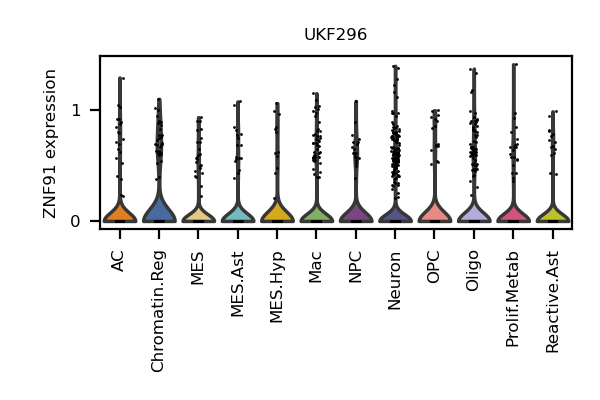 UKF296
ZNF91 expression
1
0
AC
Chromatin.Reg
MES
MES.Ast
MES.Hyp
Mac
NPC
Neuron
OPC
Oligo
Prolif.Metab
Reactive.Ast